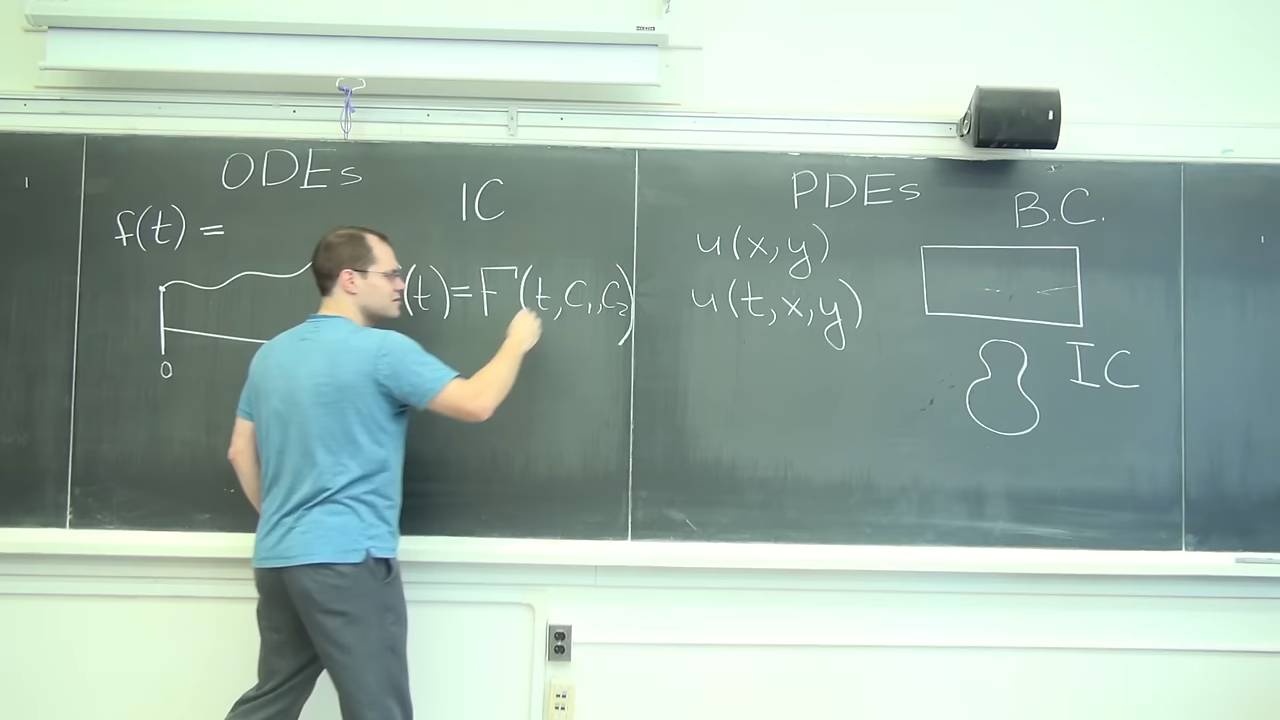 ODEs
IC
f(t) =
(t) = F(t, C₁, C₂)
0
PDEs
B.C.
u(x,y)
u(t,x,y)
IC